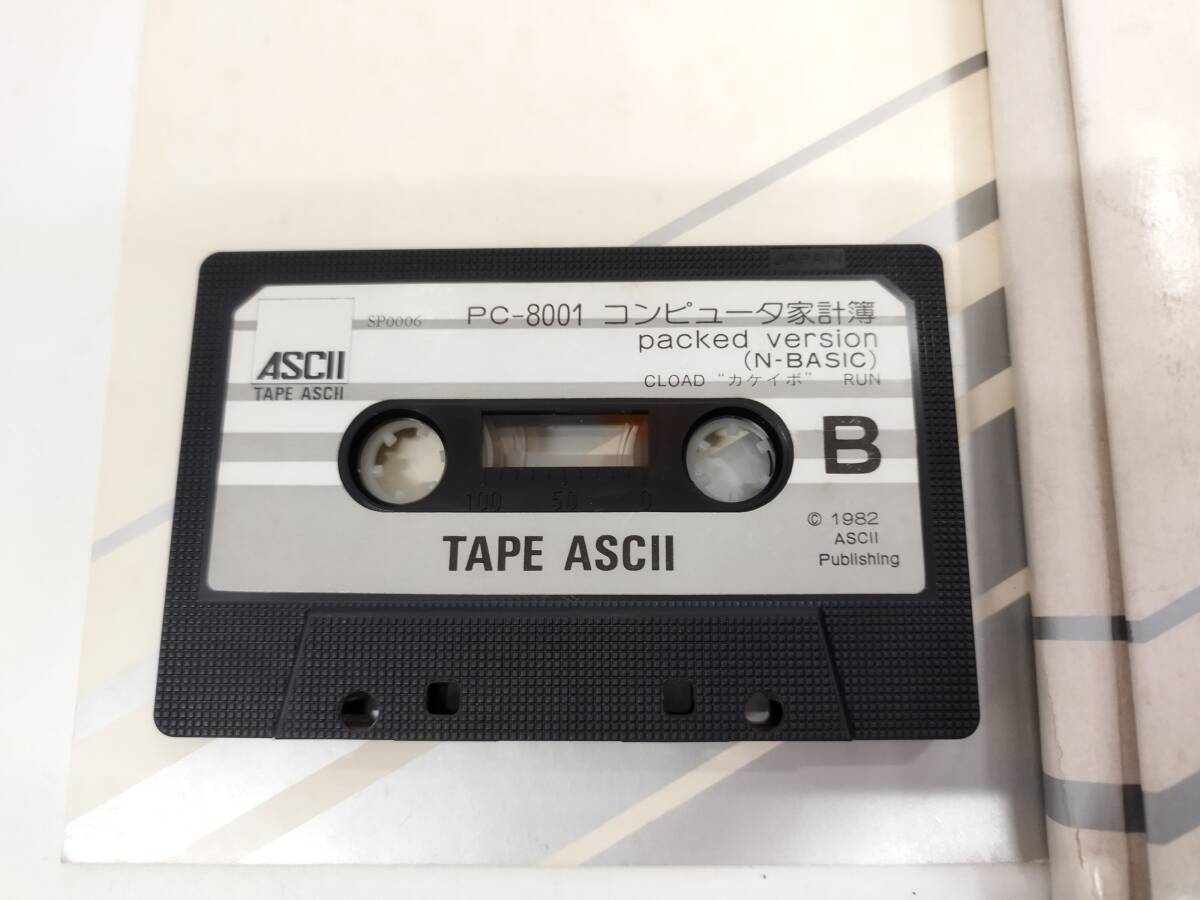 JAPAN
SP0006
PC-8001 コンピュータ家計簿
packed version
(N-BASIC)
CLOAD "カケイボ" RUN
ASCII
TAPE ASCII
B
100 50 0
TAPE ASCII
© 1982
ASCII
Publishing